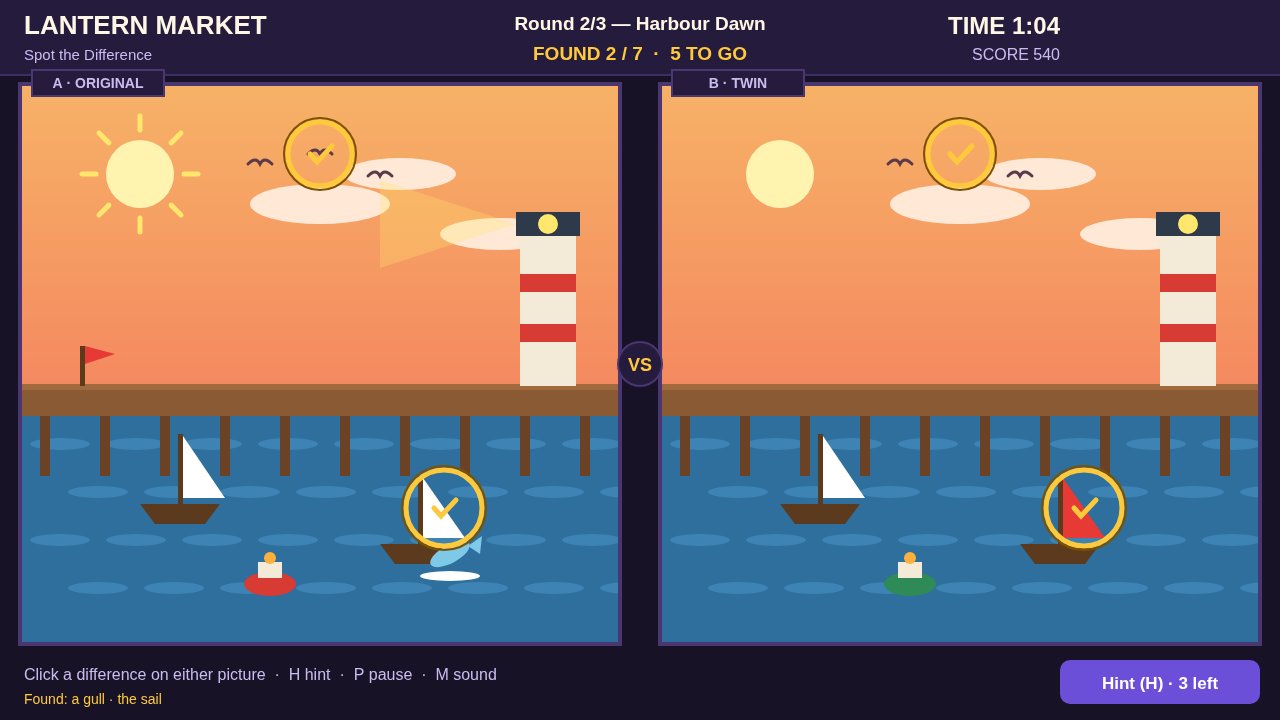 LANTERN MARKET
Spot the Difference
Round 2/3 — Harbour Dawn
FOUND 2 / 7 · 5 TO GO
TIME 1:04
SCORE 540
A · ORIGINAL
B · TWIN
VS
Click a difference on either picture · H hint · P pause · M sound
Found: a gull · the sail
Hint (H) · 3 left